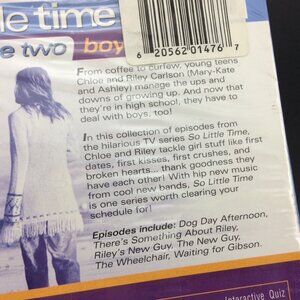 le time
e two boy
6 20562 01476 7
From coffee to curfew, young teens
Chloe and Riley Carlson (Mary-Kate
and Ashley) manage the ups and
downs of growing up. And now that
they're in high school, they have to
deal with boys, too!
In this collection of episodes from
the hilarious TV series So Little Time,
Chloe and Riley tackle girl stuff like first
dates, first kisses, first crushes, and
broken hearts... thank goodness they
have each other! With hip new music
from cool new bands, So Little Time
is one series worth clearing your
schedule for!
Episodes include: Dog Day Afternoon,
There's Something About Riley,
Riley's New Guy, The New Guy,
The Wheelchair, Waiting for Gibson.
Interactive Quiz